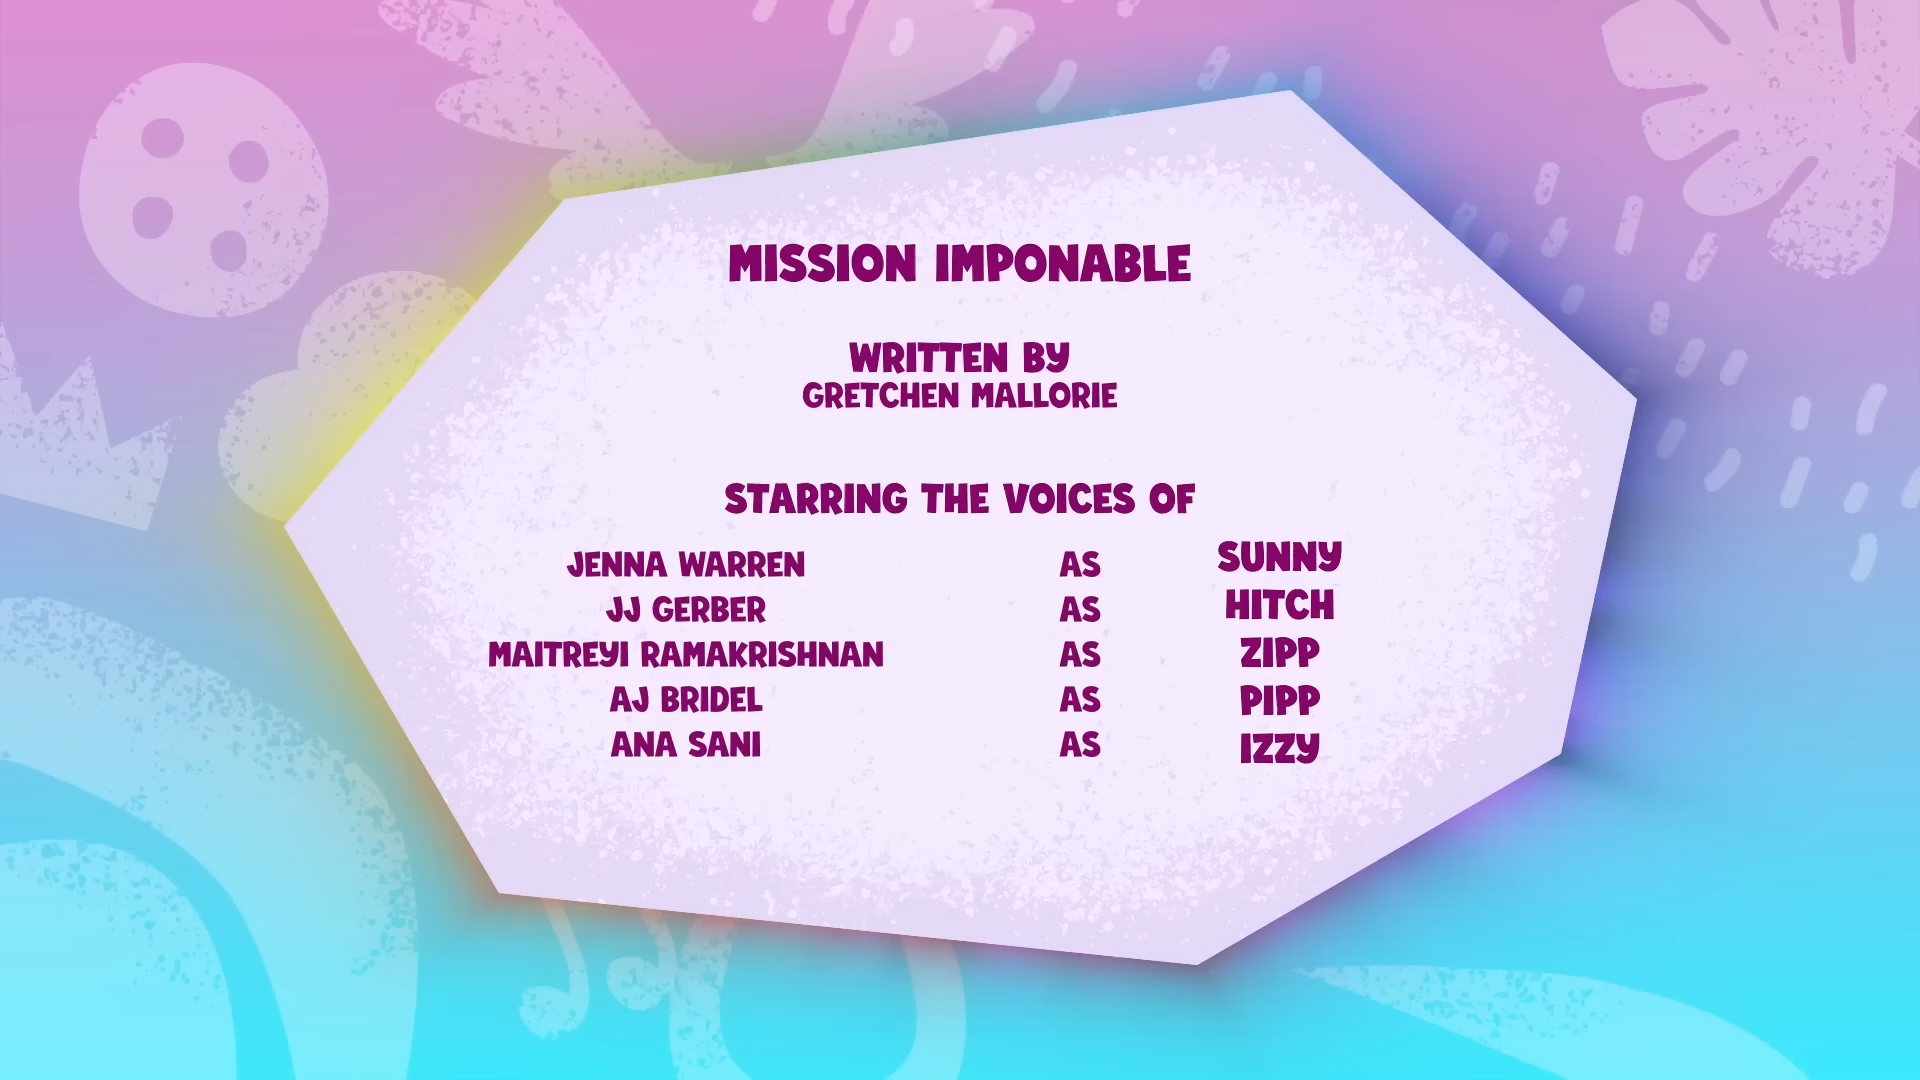 MISSION IMPONABLE
WRITTEN BY
GRETCHEN MALLORIE
STARRING THE VOICES OF
JENNA WARREN AS SUNNY
JJ GERBER AS HITCH
MAITREYI RAMAKRISHNAN AS ZIPP
AJ BRIDEL AS PIPP
ANA SANI AS IZZY